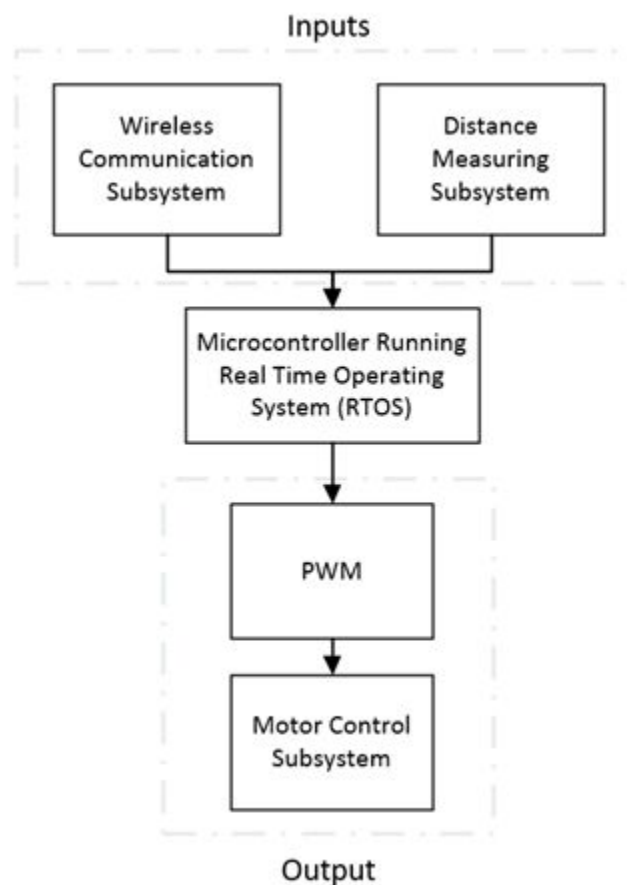 Inputs
Wireless
Communication
Subsystem
Distance
Measuring
Subsystem
Microcontroller Running
Real Time Operating
System (RTOS)
PWM
Motor Control
Subsystem
Output